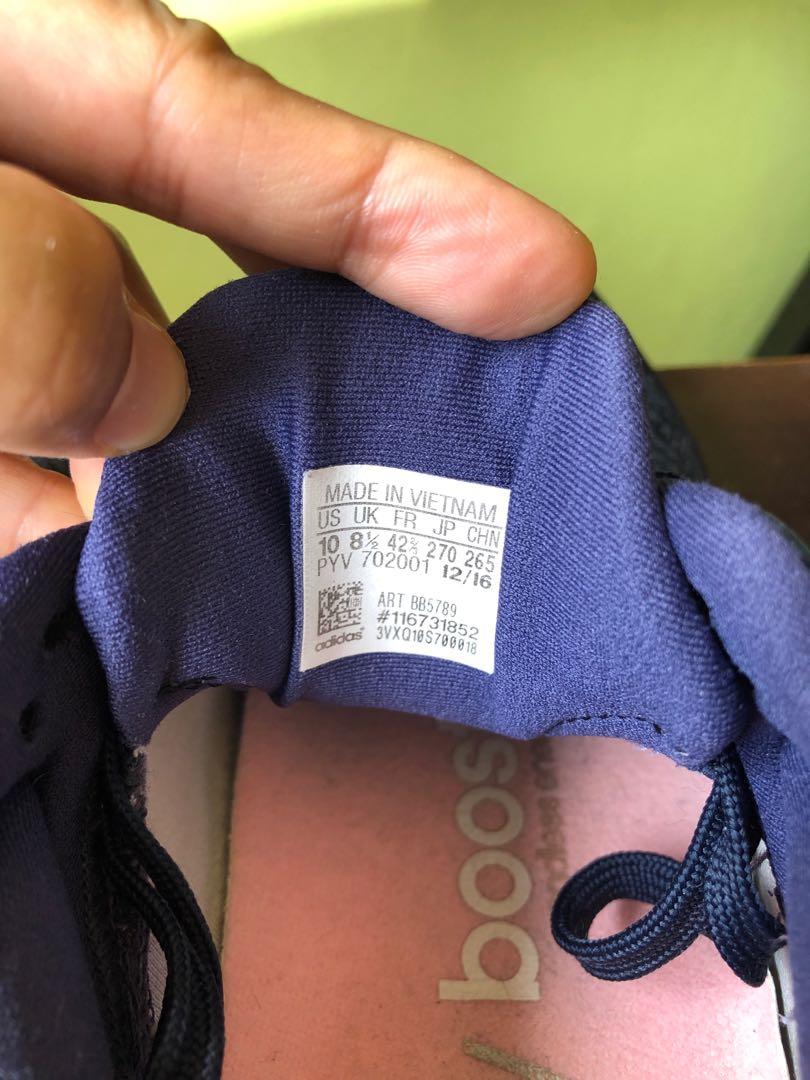 MADE IN VIETNAM
US UK FR JP CHN
10 8½ 42⅔ 270 265
PYV 702001 12/16
ART BB5789
#116731852
adidas 3VXQ10S700018
boost
endless